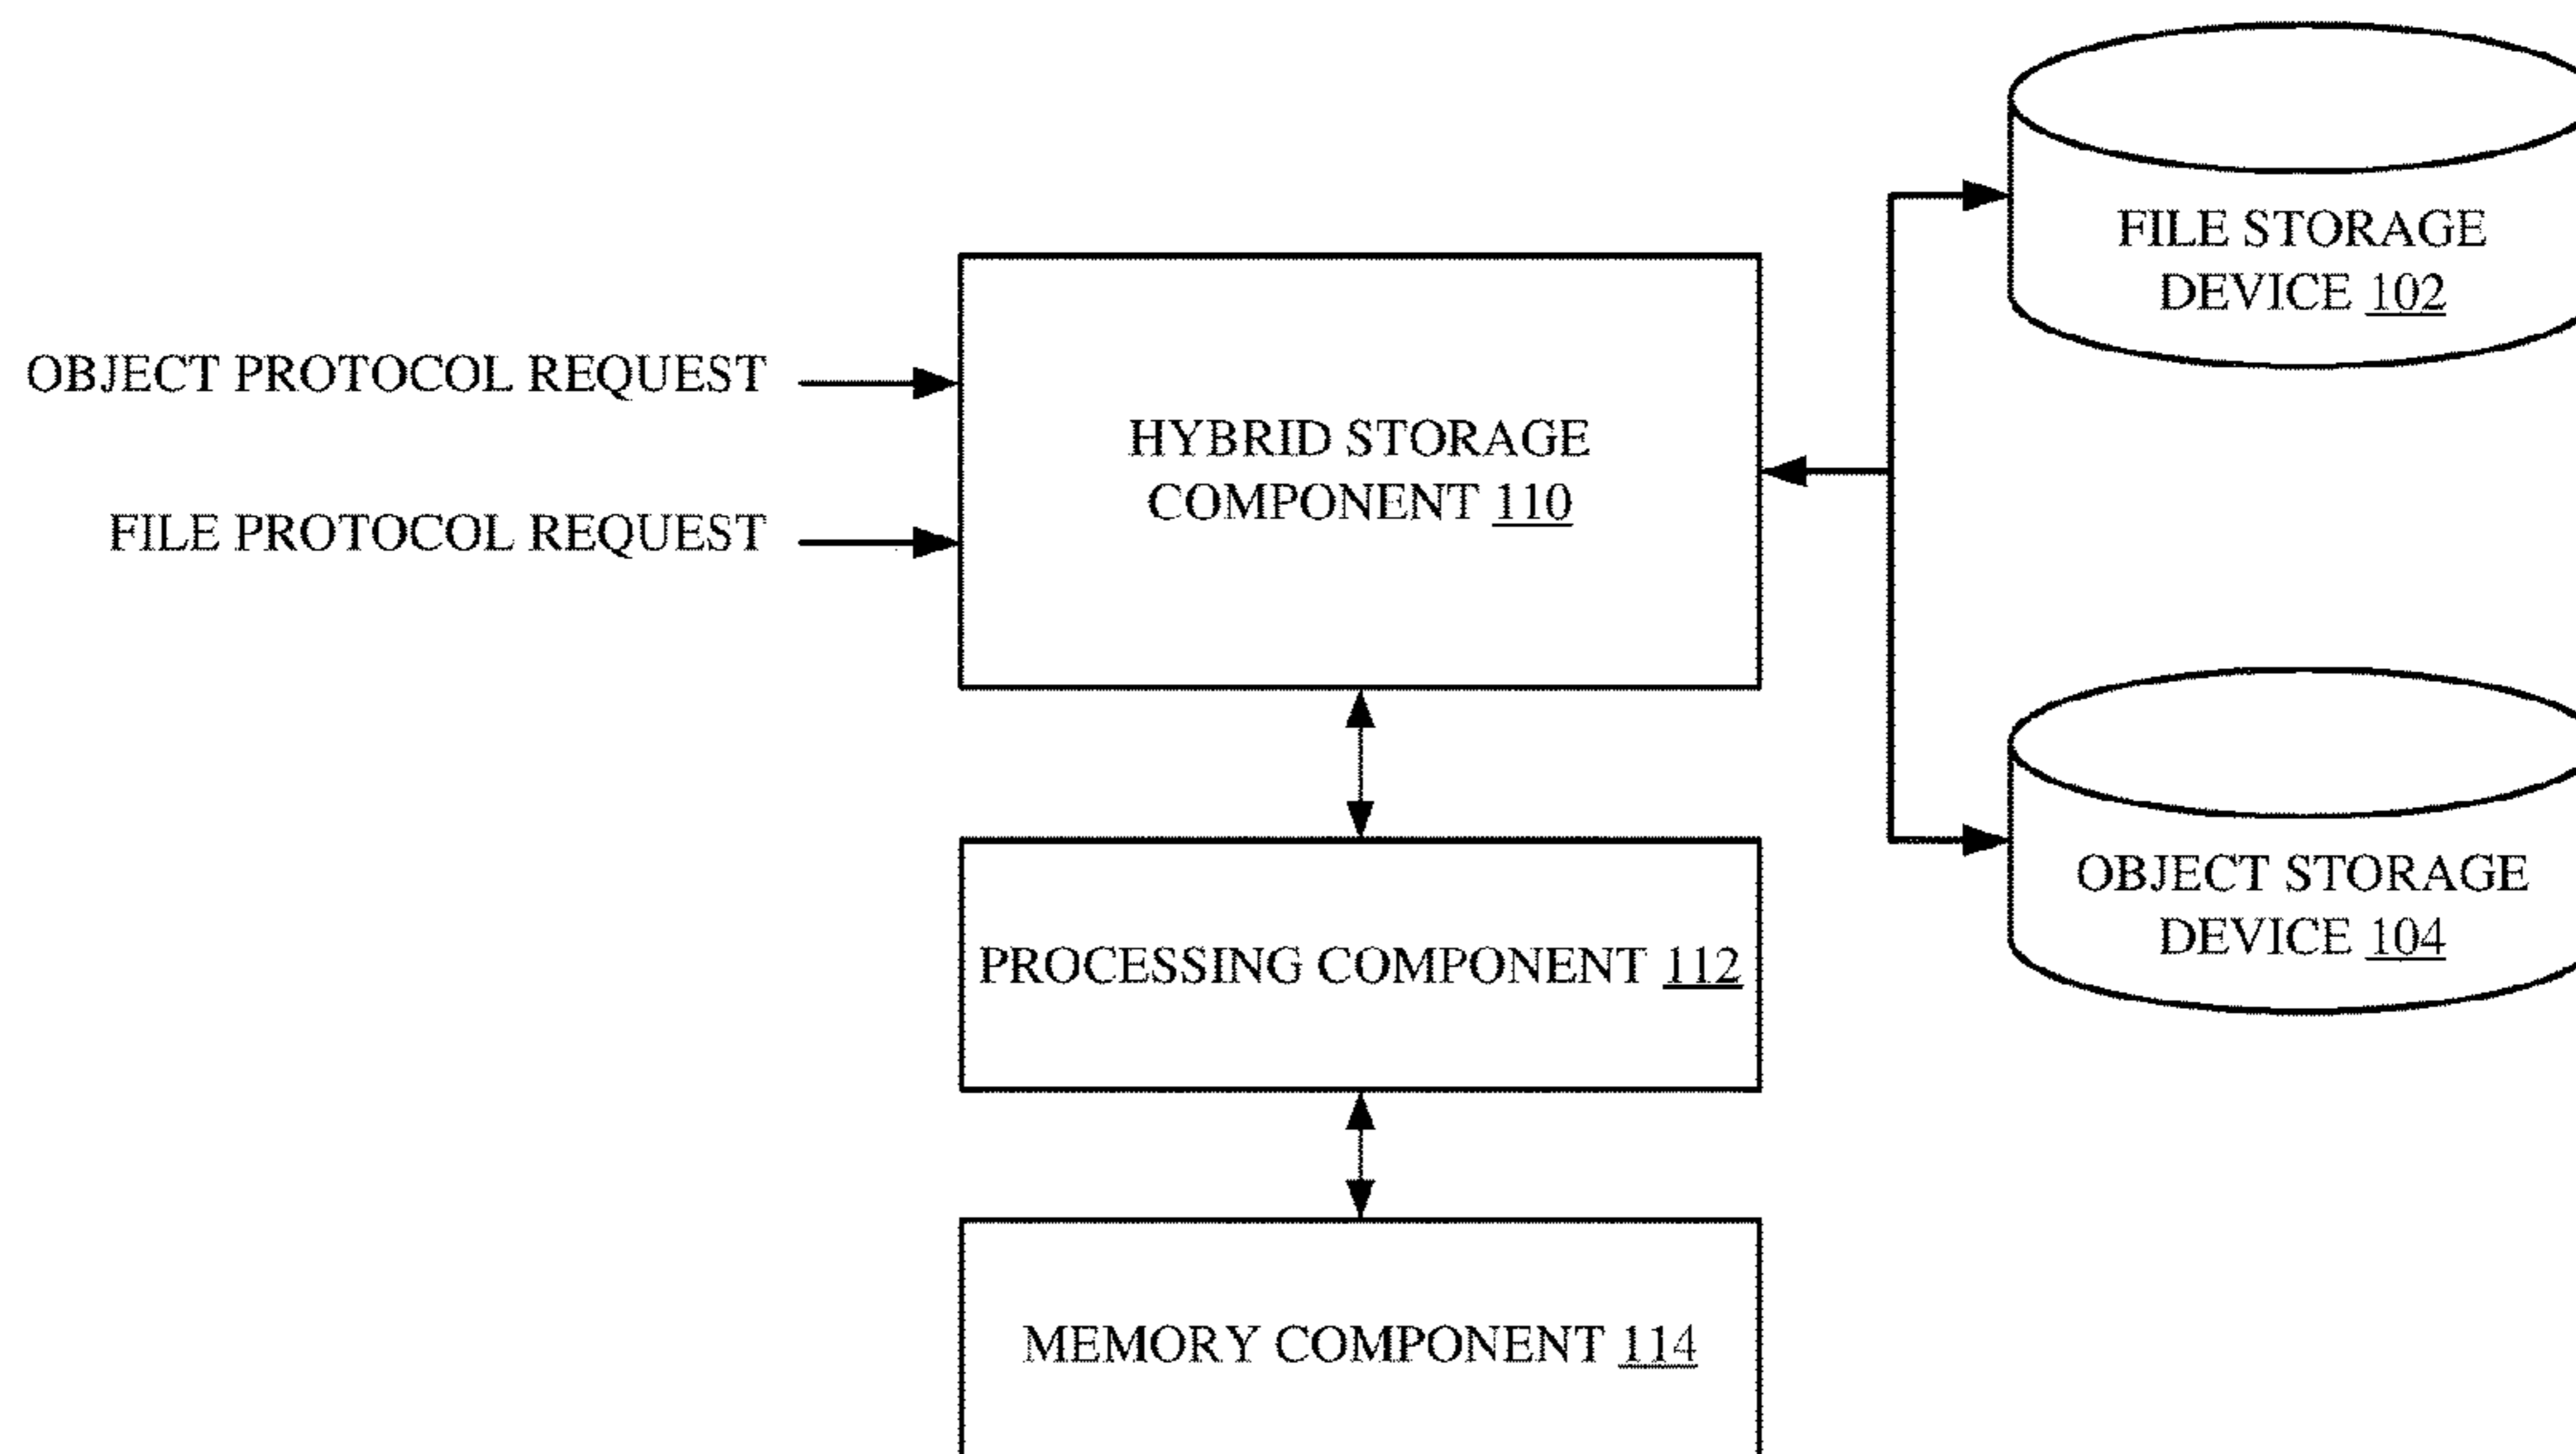 FILE STORAGE
DEVICE 102
OBJECT PROTOCOL REQUEST
HYBRID STORAGE
COMPONENT 110
FILE PROTOCOL REQUEST
OBJECT STORAGE
DEVICE 104
PROCESSING COMPONENT 112
MEMORY COMPONENT 114